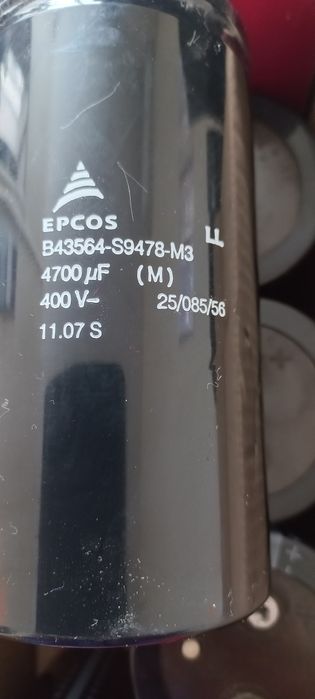 EPCOS
B43564-S9478-M3
F
4700 µF (M)
400 V- 25/085/56
11.07 S